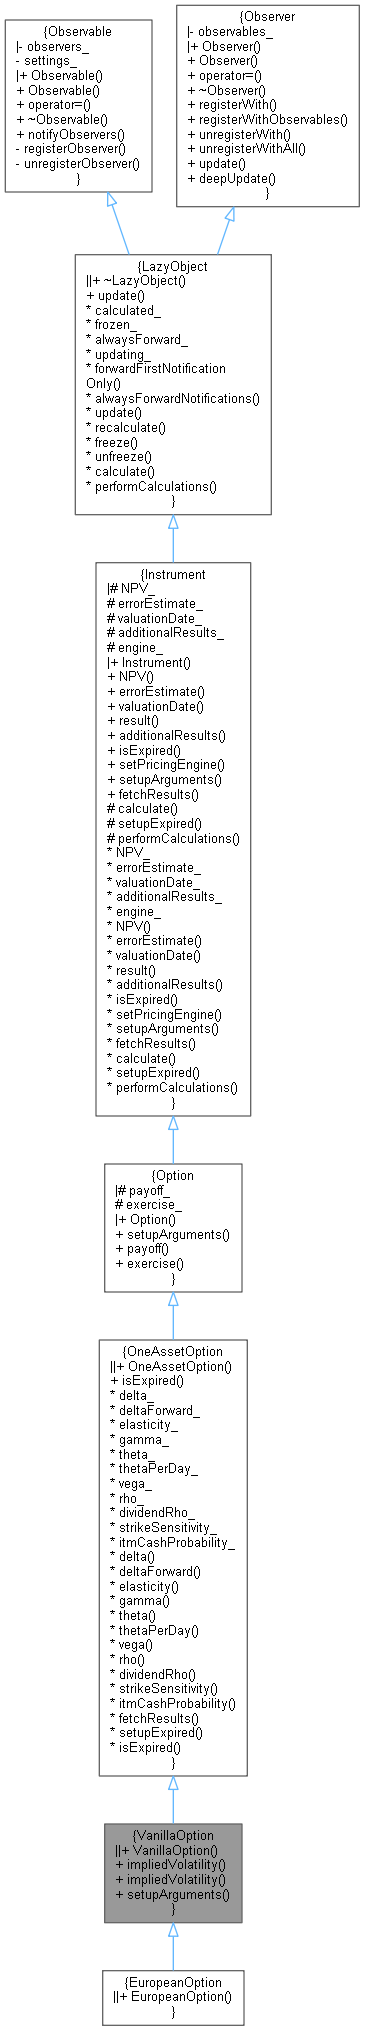 {Observable
|- observers_
- settings_
|+ Observable()
+ Observable()
+ operator=()
+ ~Observable()
+ notifyObservers()
- registerObserver()
- unregisterObserver()
}
{Observer
|- observables_
|+ Observer()
+ Observer()
+ operator=()
+ ~Observer()
+ registerWith()
+ registerWithObservables()
+ unregisterWith()
+ unregisterWithAll()
+ update()
+ deepUpdate()
}
{LazyObject
||+ ~LazyObject()
+ update()
* calculated_
* frozen_
* alwaysForward_
* updating_
* forwardFirstNotification
Only()
* alwaysForwardNotifications()
* update()
* recalculate()
* freeze()
* unfreeze()
* calculate()
* performCalculations()
}
{Instrument
|# NPV_
# errorEstimate_
# valuationDate_
# additionalResults_
# engine_
|+ Instrument()
+ NPV()
+ errorEstimate()
+ valuationDate()
+ result()
+ additionalResults()
+ isExpired()
+ setPricingEngine()
+ setupArguments()
+ fetchResults()
# calculate()
# setupExpired()
# performCalculations()
* NPV_
* errorEstimate_
* valuationDate_
* additionalResults_
* engine_
* NPV()
* errorEstimate()
* valuationDate()
* result()
* additionalResults()
* isExpired()
* setPricingEngine()
* setupArguments()
* fetchResults()
* calculate()
* setupExpired()
* performCalculations()
}
{Option
|# payoff_
# exercise_
|+ Option()
+ setupArguments()
+ payoff()
+ exercise()
}
{OneAssetOption
||+ OneAssetOption()
+ isExpired()
* delta_
* deltaForward_
* elasticity_
* gamma_
* theta_
* thetaPerDay_
* vega_
* rho_
* dividendRho_
* strikeSensitivity_
* itmCashProbability_
* delta()
* deltaForward()
* elasticity()
* gamma()
* theta()
* thetaPerDay()
* vega()
* rho()
* dividendRho()
* strikeSensitivity()
* itmCashProbability()
* fetchResults()
* setupExpired()
* isExpired()
}
{VanillaOption
||+ VanillaOption()
+ impliedVolatility()
+ impliedVolatility()
+ setupArguments()
}
{EuropeanOption
||+ EuropeanOption()
}